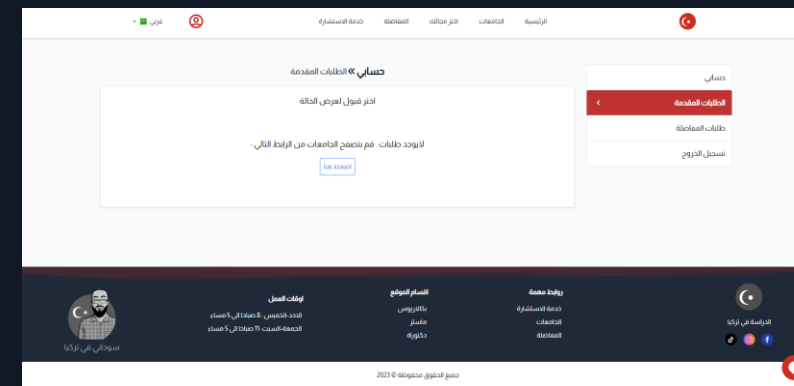 الرئيسية الجامعات اختر مجالك المفاضلة خدمة الاستشارة عربي
حسابي » الطلبات المقدمة
حسابي
الطلبات المقدمة
طلبات المفاضلة
تسجيل الخروج
اختر قبول لعرض الحالة
لايوجد طلبات . قم بتصفح الجامعات من الرابط التالي :
اضغط هنا
الدراسة في تركيا
روابط مهمة
خدمة الاستشارة
الجامعات
المفاضلة
اقسام الموقع
بكالاريوس
ماستر
دكتوراة
اوقات العمل
الاحد-الخميس : 8 صباحا الى 5 مساء
الجمعة-السبت: 11 صباحا الى 5 مساء
سوداني في تركيا
جميع الحقوق محفوظة © 2023